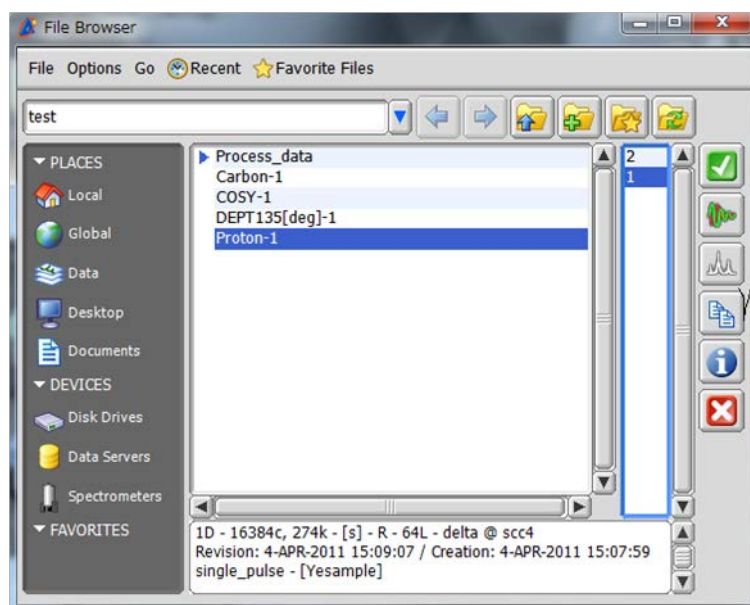 File Browser
File Options Go Recent Favorite Files
test
PLACES
Local
Global
Data
Desktop
Documents
DEVICES
Disk Drives
Data Servers
Spectrometers
FAVORITES
Process_data
Carbon-1
COSY-1
DEPT135[deg]-1
Proton-1
2
1
1D - 16384c, 274k - [s] - R - 64L - delta @ scc4
Revision: 4-APR-2011 15:09:07 / Creation: 4-APR-2011 15:07:59
single_pulse - [Yesample]